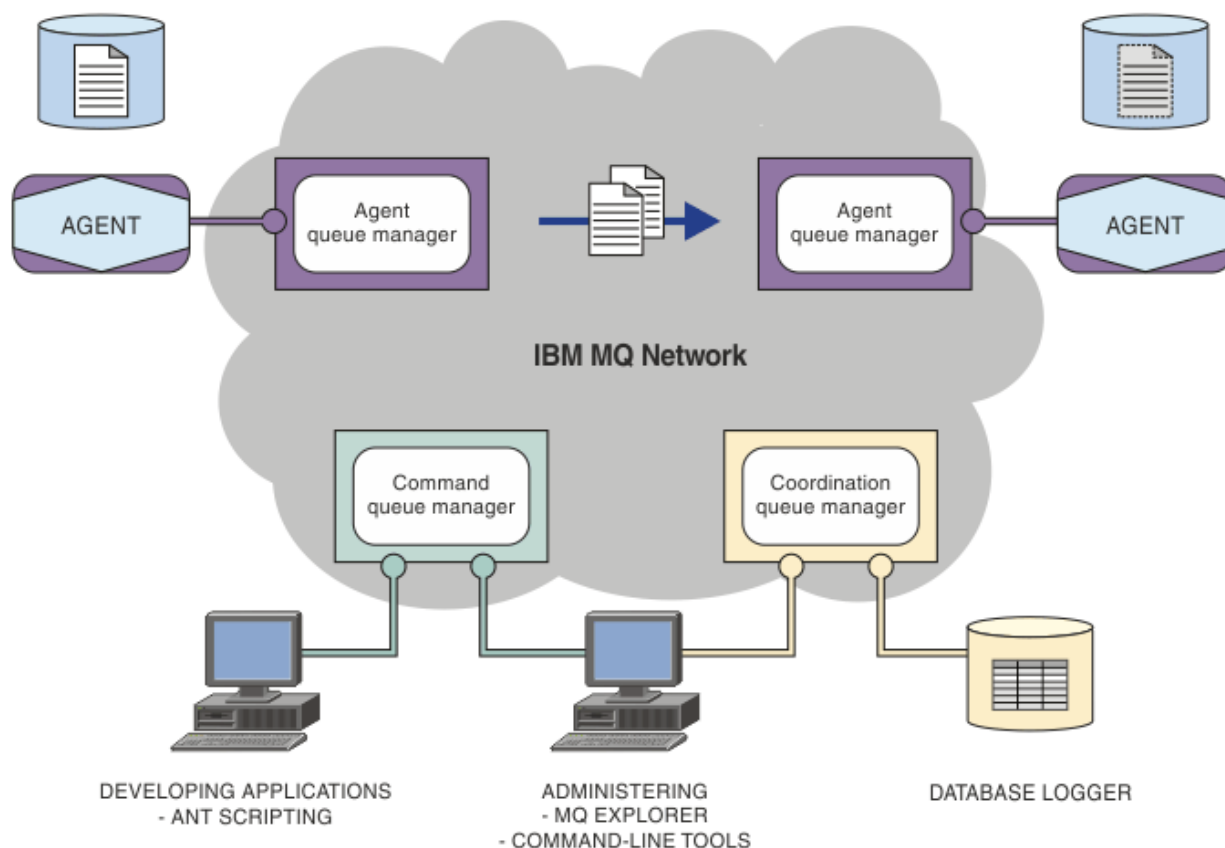 AGENT
Agent
queue manager
Agent
queue manager
AGENT
IBM MQ Network
Command
queue manager
Coordination
queue manager
DEVELOPING APPLICATIONS
- ANT SCRIPTING
ADMINISTERING
- MQ EXPLORER
- COMMAND-LINE TOOLS
DATABASE LOGGER